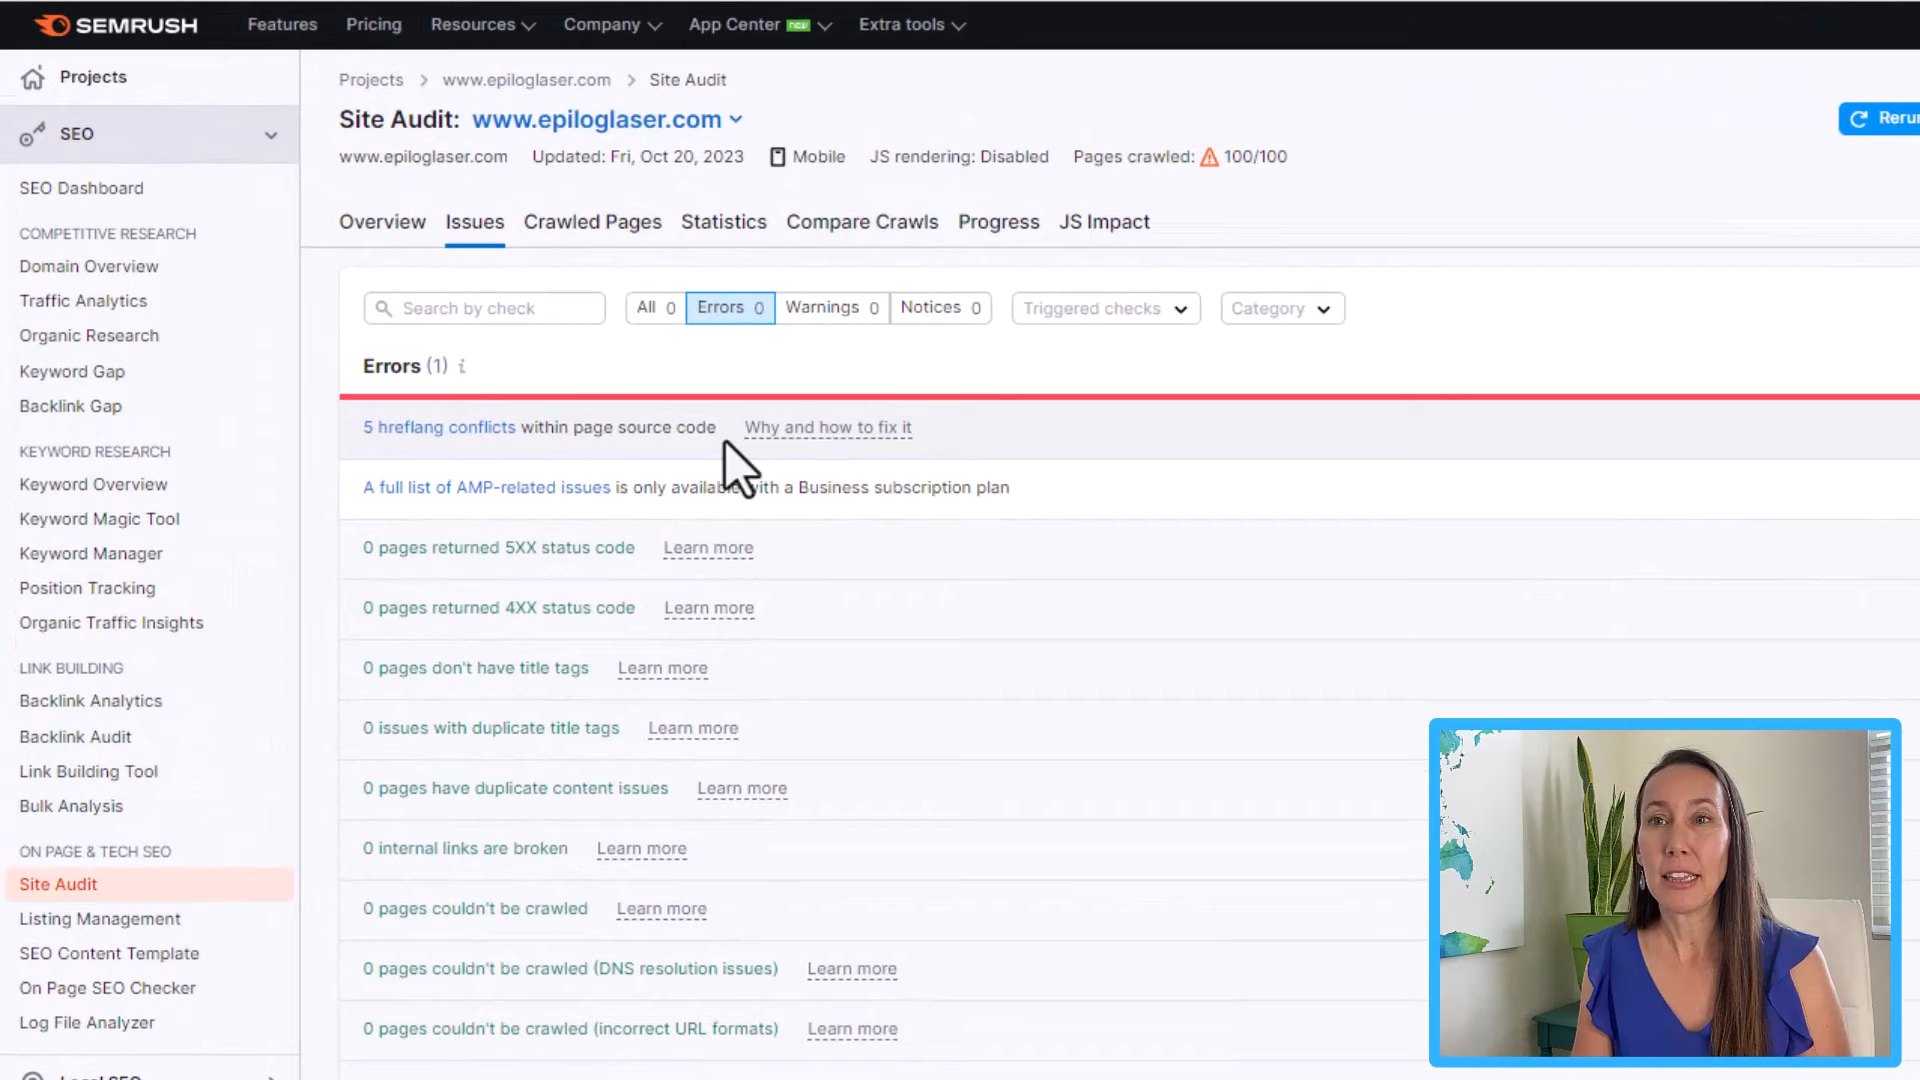 SEMRUSH Features Pricing Resources Company App Center new Extra tools
Projects
SEO
SEO Dashboard
COMPETITIVE RESEARCH
Domain Overview
Traffic Analytics
Organic Research
Keyword Gap
Backlink Gap
KEYWORD RESEARCH
Keyword Overview
Keyword Magic Tool
Keyword Manager
Position Tracking
Organic Traffic Insights
LINK BUILDING
Backlink Analytics
Backlink Audit
Link Building Tool
Bulk Analysis
ON PAGE & TECH SEO
Site Audit
Listing Management
SEO Content Template
On Page SEO Checker
Log File Analyzer
Local SEO
Projects > www.epiloglaser.com > Site Audit
Site Audit: www.epiloglaser.com
Rerun
www.epiloglaser.com Updated: Fri, Oct 20, 2023 Mobile JS rendering: Disabled Pages crawled: 100/100
Overview Issues Crawled Pages Statistics Compare Crawls Progress JS Impact
Search by check All 0 Errors 0 Warnings 0 Notices 0 Triggered checks Category
Errors (1) i
5 hreflang conflicts within page source code Why and how to fix it
A full list of AMP-related issues is only available with a Business subscription plan
0 pages returned 5XX status code Learn more
0 pages returned 4XX status code Learn more
0 pages don't have title tags Learn more
0 issues with duplicate title tags Learn more
0 pages have duplicate content issues Learn more
0 internal links are broken Learn more
0 pages couldn't be crawled Learn more
0 pages couldn't be crawled (DNS resolution issues) Learn more
0 pages couldn't be crawled (incorrect URL formats) Learn more